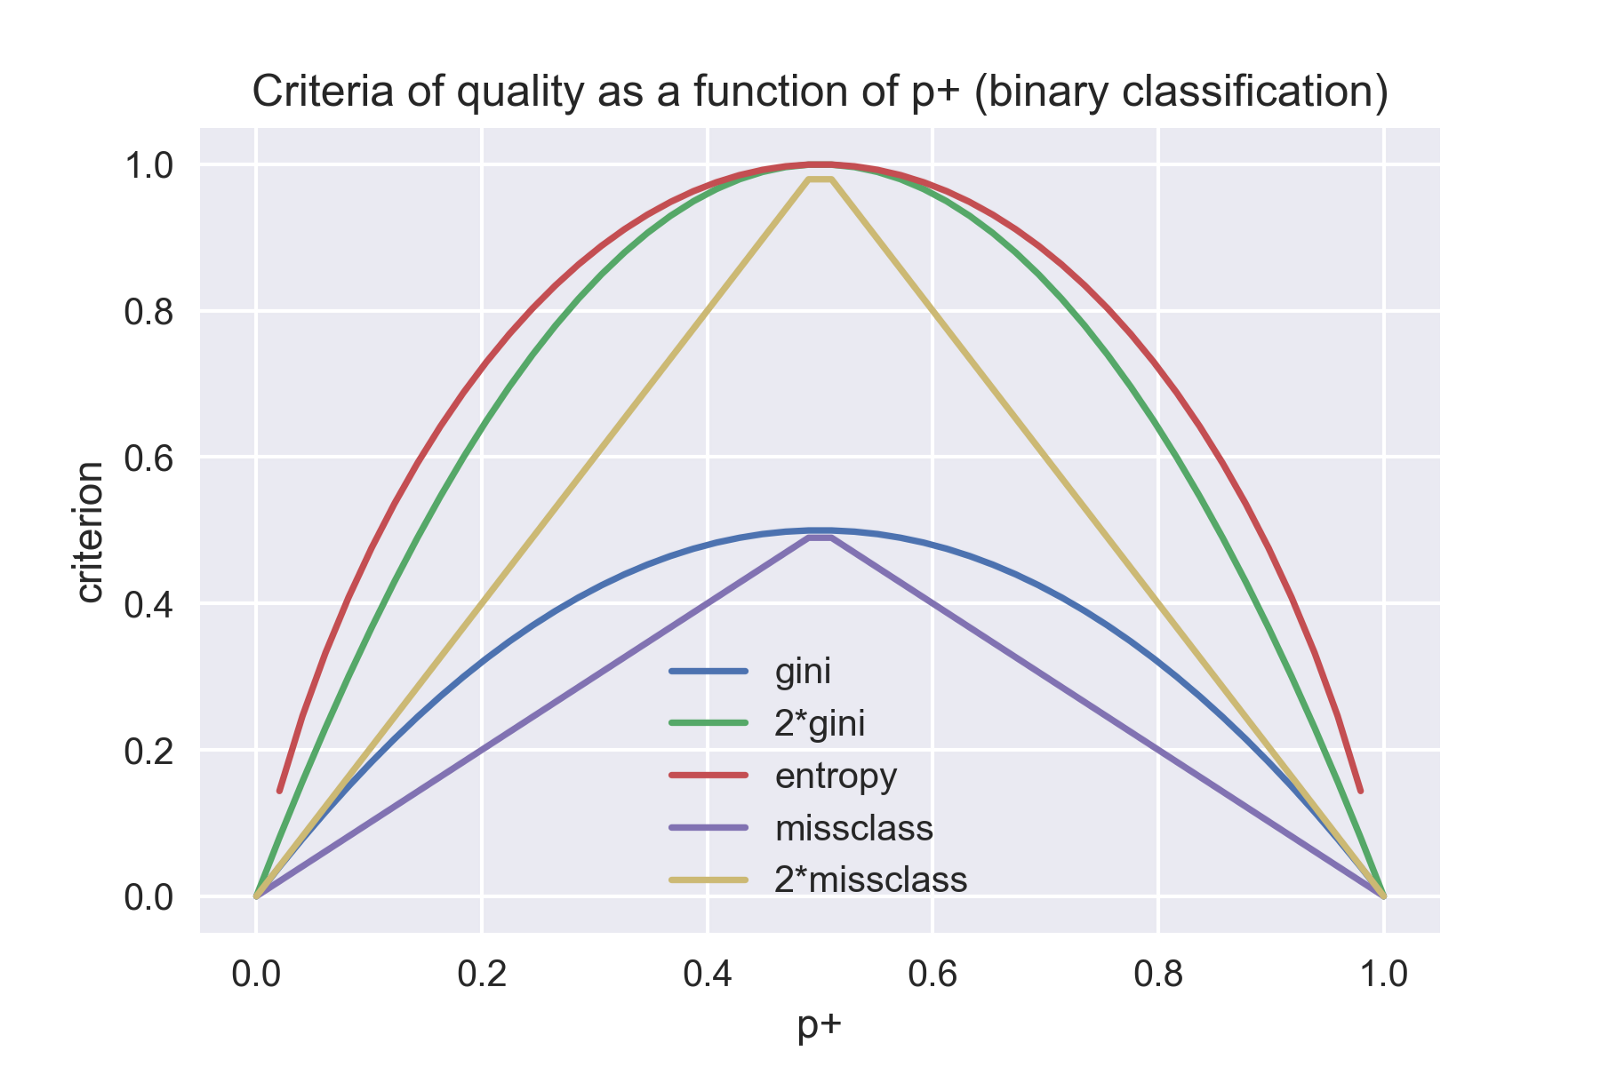 Criteria of quality as a function of p+ (binary classification)
1.0
0.8
0.6
0.4
0.2
0.0
criterion
gini
2*gini
entropy
missclass
2*missclass
0.0 0.2 0.4 0.6 0.8 1.0
p+